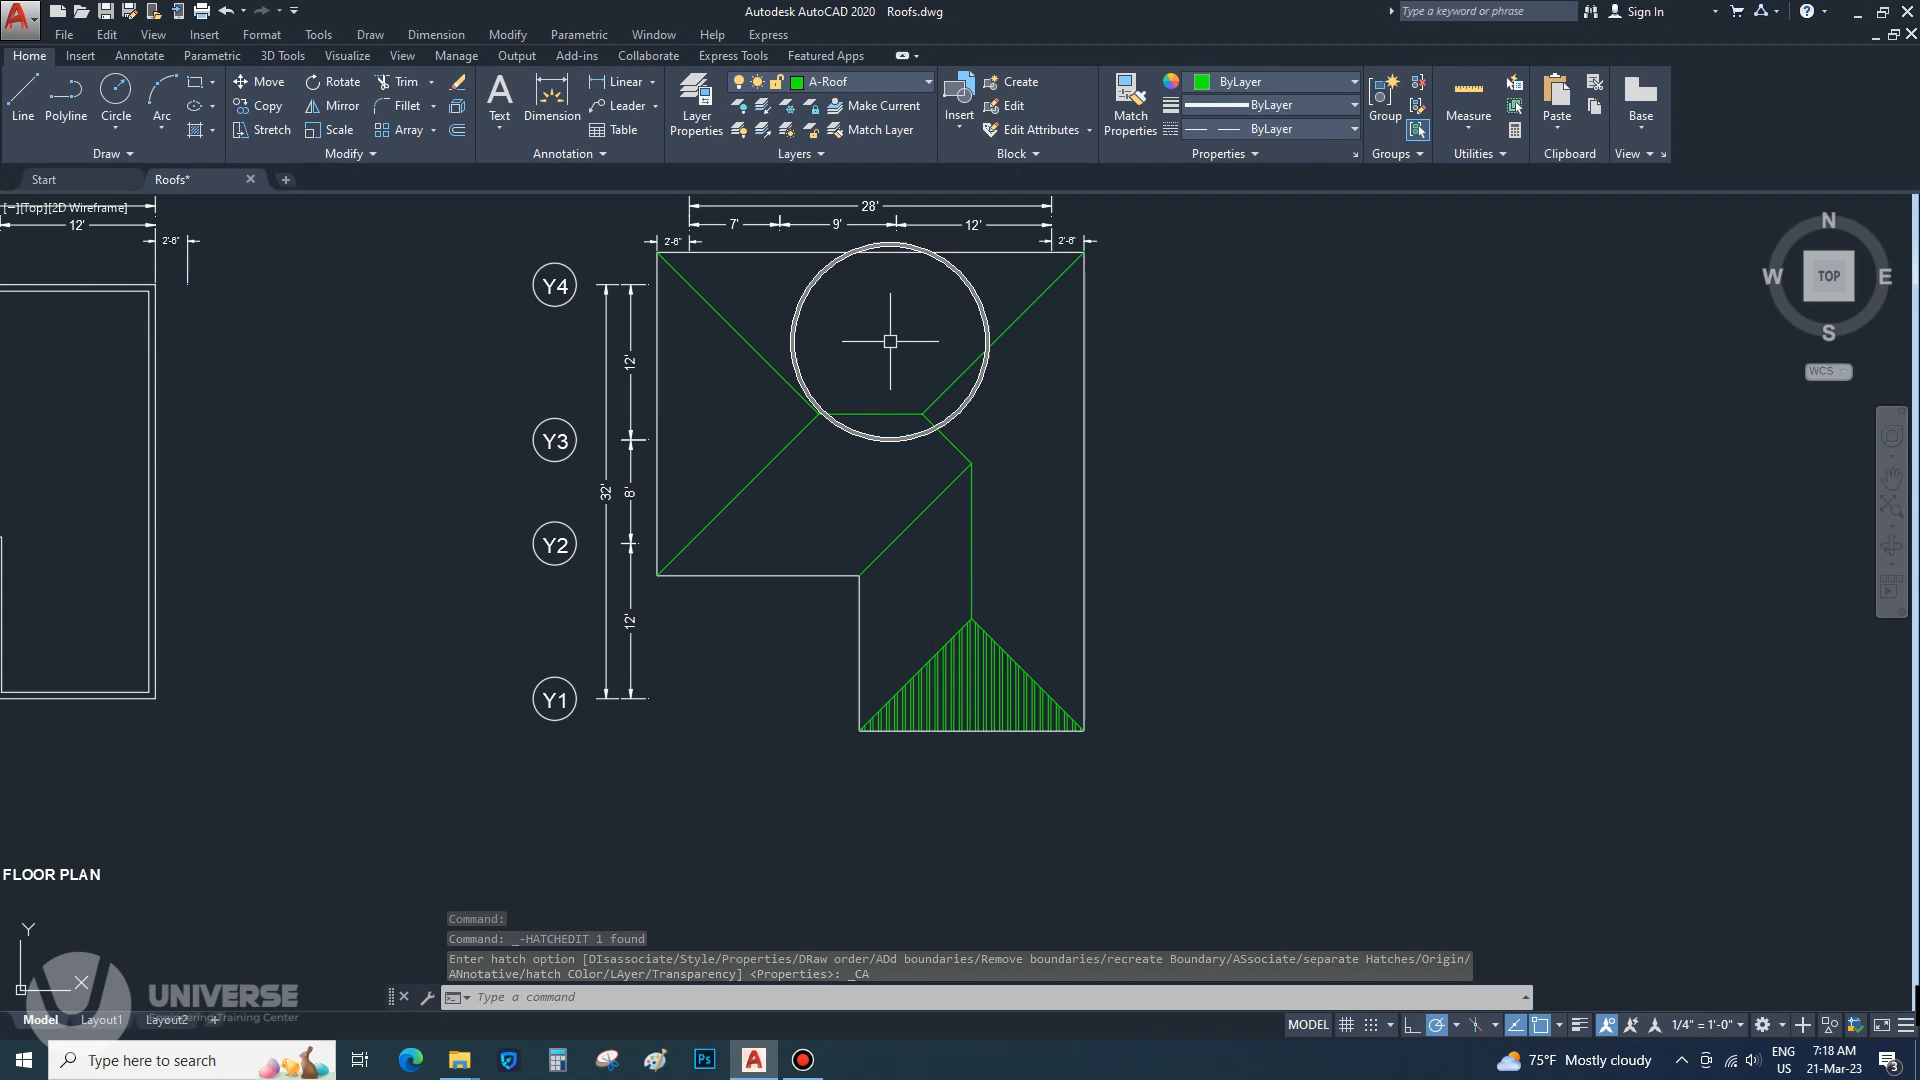 Autodesk AutoCAD 2020 Roofs.dwg
Type a keyword or phrase
Sign In
File Edit View Insert Format Tools Draw Dimension Modify Parametric Window Help Express
Home Insert Annotate Parametric 3D Tools Visualize View Manage Output Add-ins Collaborate Express Tools Featured Apps
Line Polyline Circle Arc
Draw
Move Rotate Trim
Copy Mirror Fillet
Stretch Scale Array
Modify
Text Dimension
Linear
Leader
Table
Annotation
Layer Properties
A-Roof
Make Current
Match Layer
Layers
Insert
Create
Edit
Edit Attributes
Block
Match Properties
ByLayer
ByLayer
ByLayer
Properties
Group
Groups
Measure
Utilities
Paste
Clipboard
Base
View
Start Roofs*
[−][Top][2D Wireframe]
12'
2'-6"
28'
7' 9' 12'
2'-6" 2'-6"
Y4
Y3
Y2
Y1
12'
8'
12'
32'
N
W TOP E
S
WCS
FLOOR PLAN
Y
X
Command:
Command: _-HATCHEDIT 1 found
Enter hatch option [DIsassociate/Style/Properties/DRaw order/ADd boundaries/Remove boundaries/recreate Boundary/ASsociate/separate Hatches/Origin/
ANnotative/hatch COlor/LAyer/Transparency] <Properties>: _CA
Type a command
UNIVERSE
Engineering Training Center
Model Layout1 Layout2
MODEL
1/4" = 1'-0"
Type here to search
Ps
A
75°F Mostly cloudy
ENG
US
7:18 AM
21-Mar-23
3